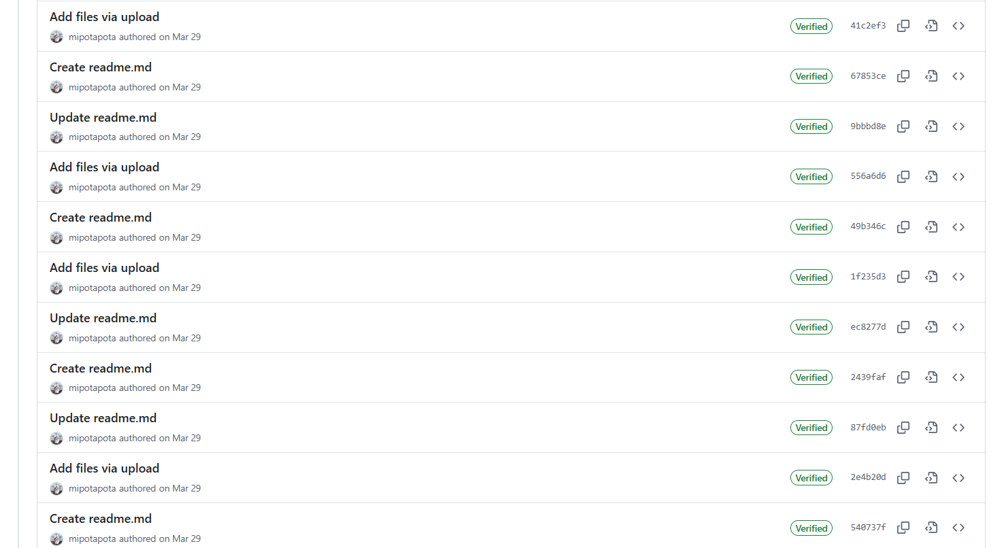 Add files via upload
mipotapota authored on Mar 29
Verified 41c2ef3
Create readme.md
mipotapota authored on Mar 29
Verified 67853ce
Update readme.md
mipotapota authored on Mar 29
Verified 9bbbd8e
Add files via upload
mipotapota authored on Mar 29
Verified 556a6d6
Create readme.md
mipotapota authored on Mar 29
Verified 49b346c
Add files via upload
mipotapota authored on Mar 29
Verified 1f235d3
Update readme.md
mipotapota authored on Mar 29
Verified ec8277d
Create readme.md
mipotapota authored on Mar 29
Verified 2439faf
Update readme.md
mipotapota authored on Mar 29
Verified 87fd0eb
Add files via upload
mipotapota authored on Mar 29
Verified 2e4b20d
Create readme.md
mipotapota authored on Mar 29
Verified 540737f